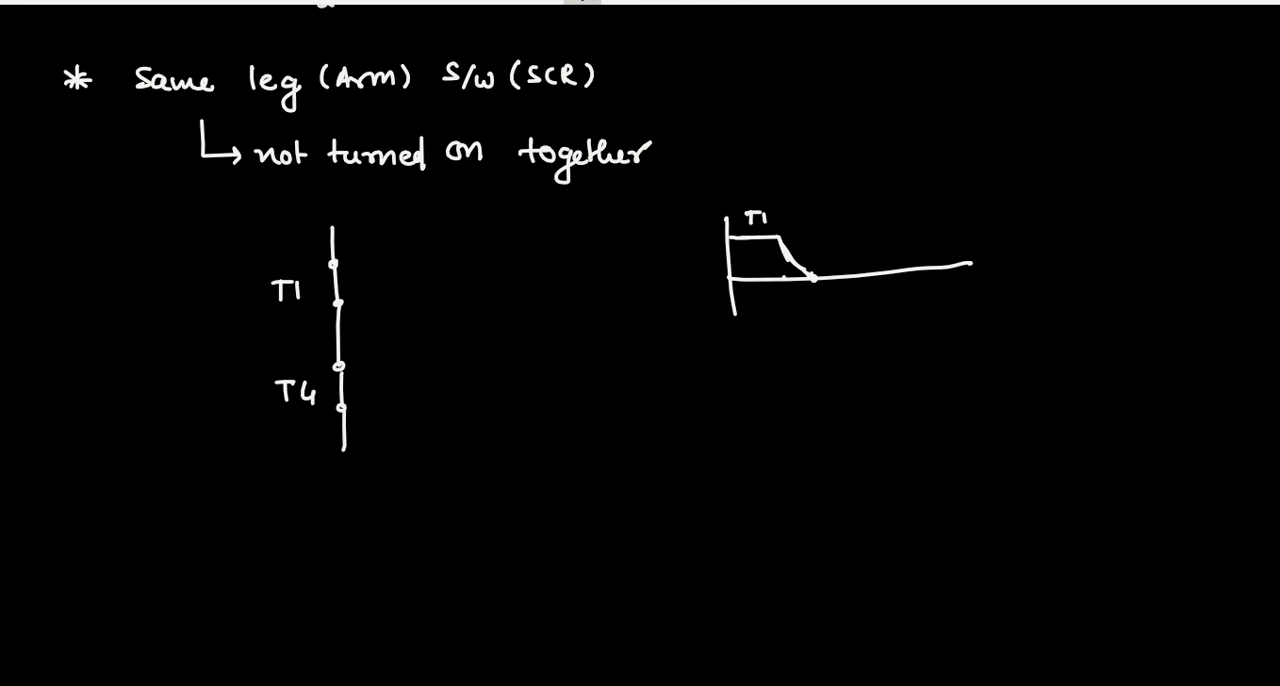 * Same leg (Arm) S/W (SCR)
↳ not turned on together
T1
T1
T4